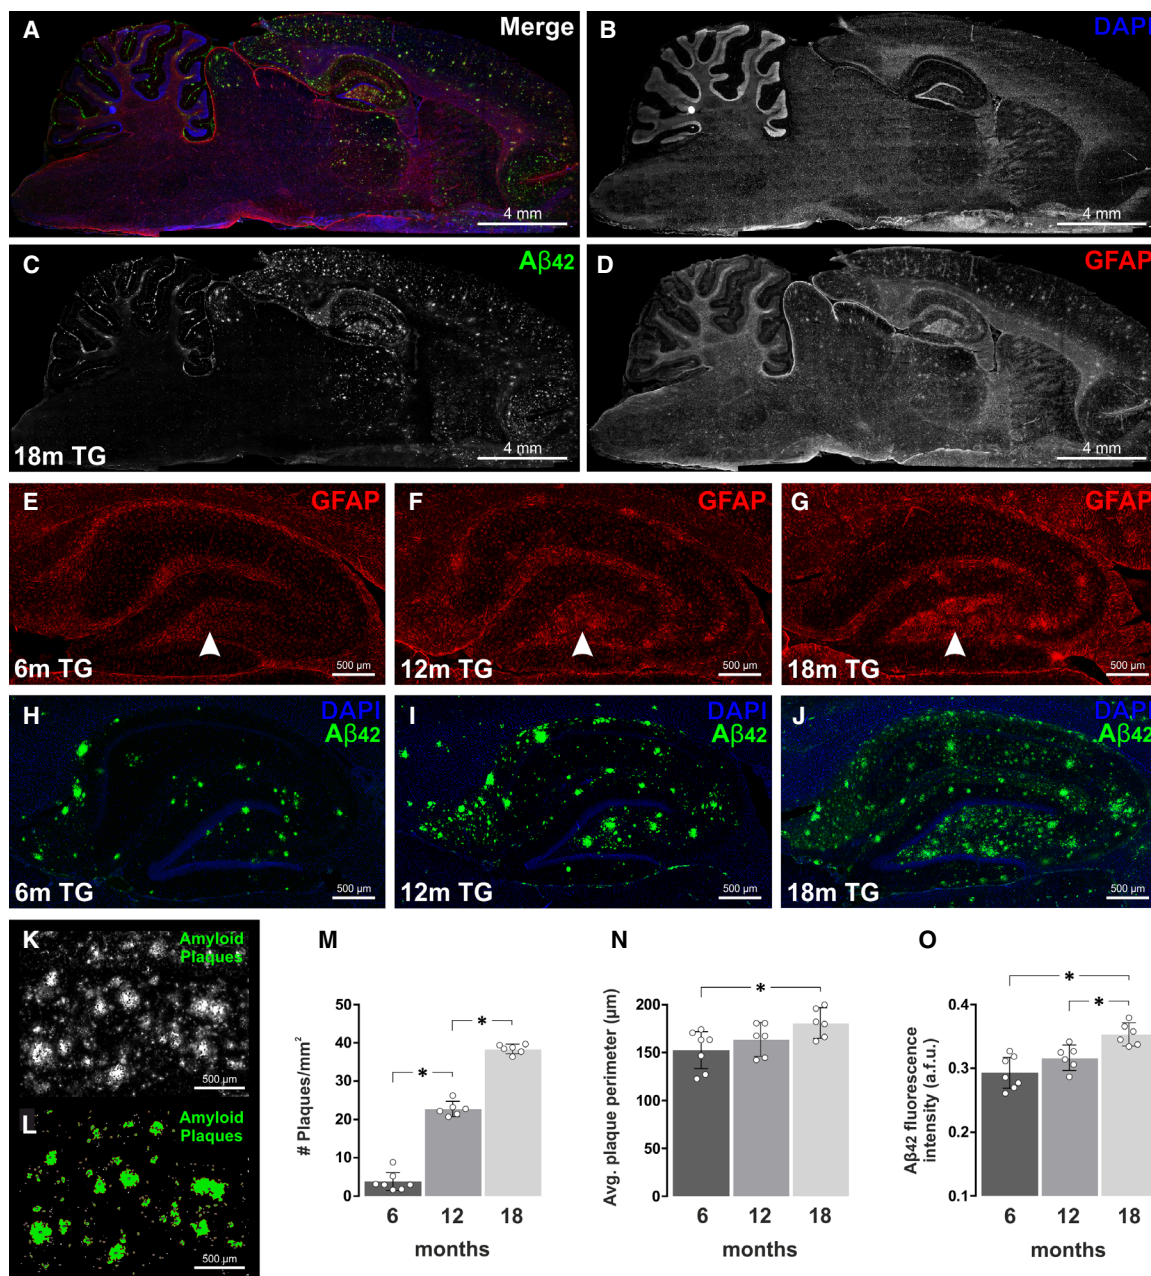 A
Merge
4 mm
B
DAPI
4 mm
C
Aβ42
18m TG
4 mm
D
GFAP
4 mm
E
GFAP
6m TG
500 µm
F
GFAP
12m TG
500 µm
G
GFAP
18m TG
500 µm
H
DAPI
Aβ42
6m TG
500 µm
I
DAPI
Aβ42
12m TG
500 µm
J
DAPI
Aβ42
18m TG
500 µm
K
Amyloid
Plaques
500 µm
L
Amyloid
Plaques
500 µm
M
# Plaques/mm²
50
40
30
20
10
0
*
*
6 12 18
months
N
Avg. plaque perimeter (µm)
200
150
100
50
0
*
6 12 18
months
O
Aβ42 fluorescence
intensity (a.f.u.)
0.4
0.3
0.2
0.1
*
*
6 12 18
months